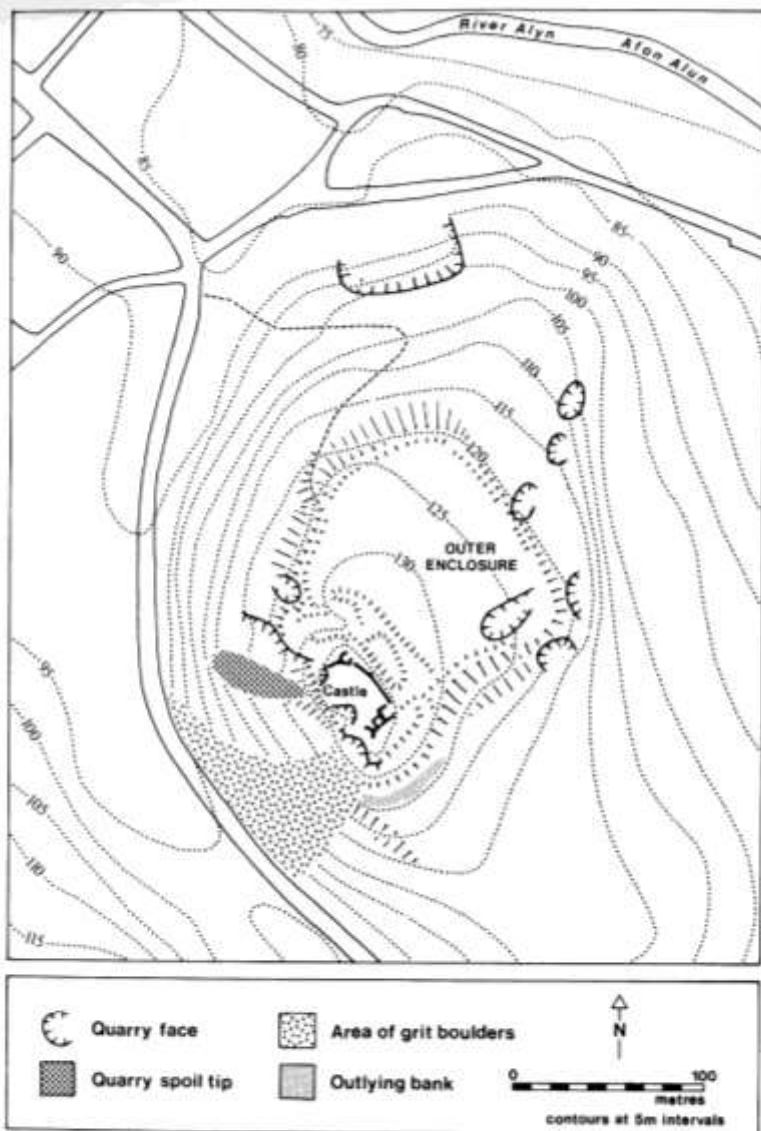 River Alyn Afon Alun
75
80
85
90
85
90
95
100
105
110
115
120
125
130
OUTER
ENCLOSURE
Castle
95
100
105
110
115
Quarry face
Area of grit boulders
N
Quarry spoil tip
Outlying bank
0 100
metres
contours at 5m intervals